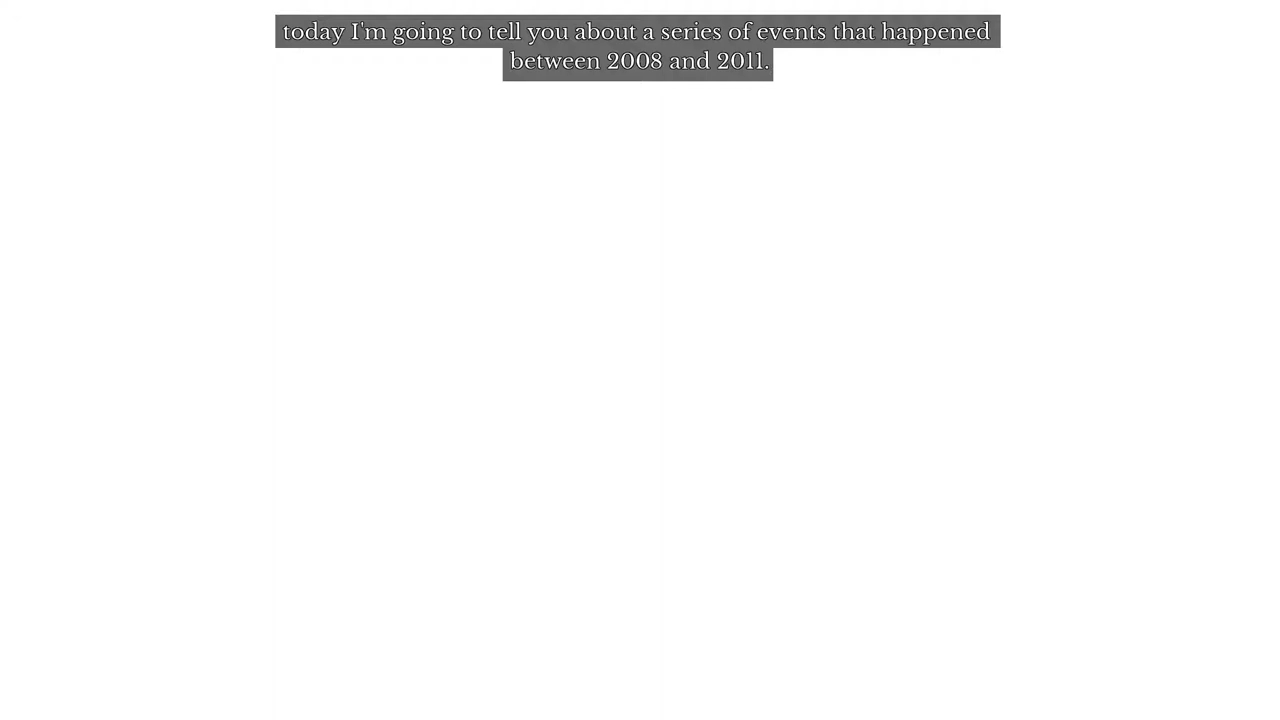 today I'm going to tell you about a series of events that happened
between 2008 and 2011.